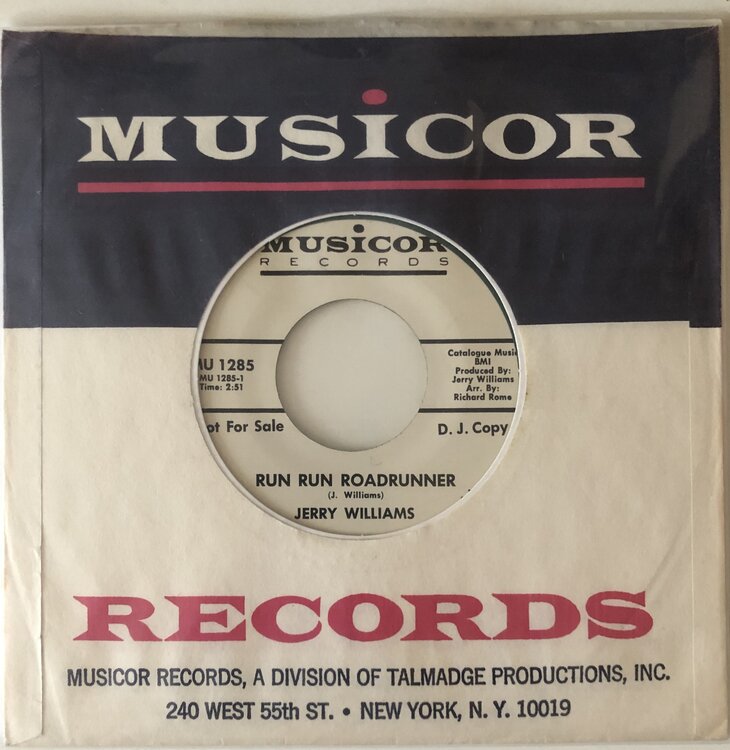 MUSiCOR
MUSiCOR
RECORDS
MU 1285
MU 1285-1
Time: 2:51
Catalogue Music
BMI
Produced By:
Jerry Williams
Arr. By:
Richard Rome
ot For Sale
D. J. Copy
RUN RUN ROADRUNNER
(J. Williams)
JERRY WILLIAMS
RECORDS
MUSICOR RECORDS, A DIVISION OF TALMADGE PRODUCTIONS, INC.
240 WEST 55th ST. • NEW YORK, N. Y. 10019